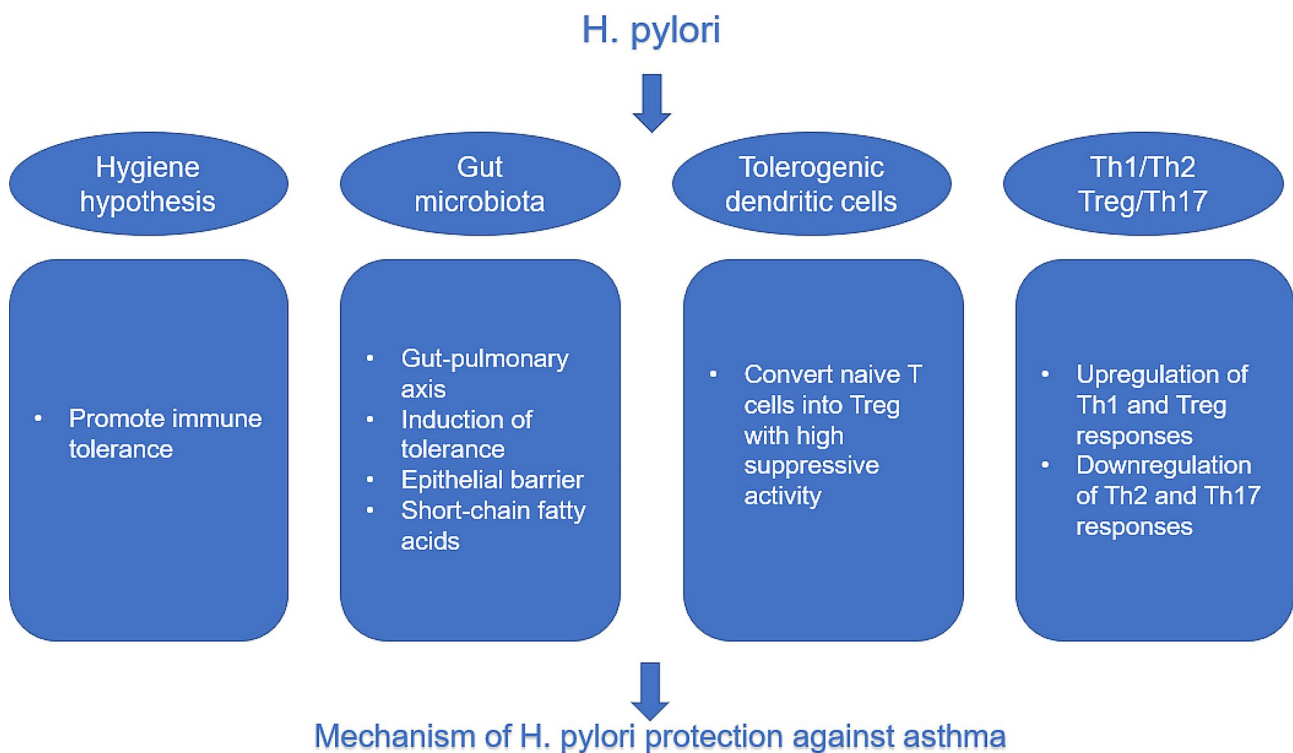 H. pylori
Hygiene
hypothesis
Gut
microbiota
Tolerogenic
dendritic cells
Th1/Th2
Treg/Th17
• Promote immune
tolerance
• Gut-pulmonary
axis
• Induction of
tolerance
• Epithelial barrier
• Short-chain fatty
acids
• Convert naive T
cells into Treg
with high
suppressive
activity
• Upregulation of
Th1 and Treg
responses
• Downregulation
of Th2 and Th17
responses
Mechanism of H. pylori protection against asthma